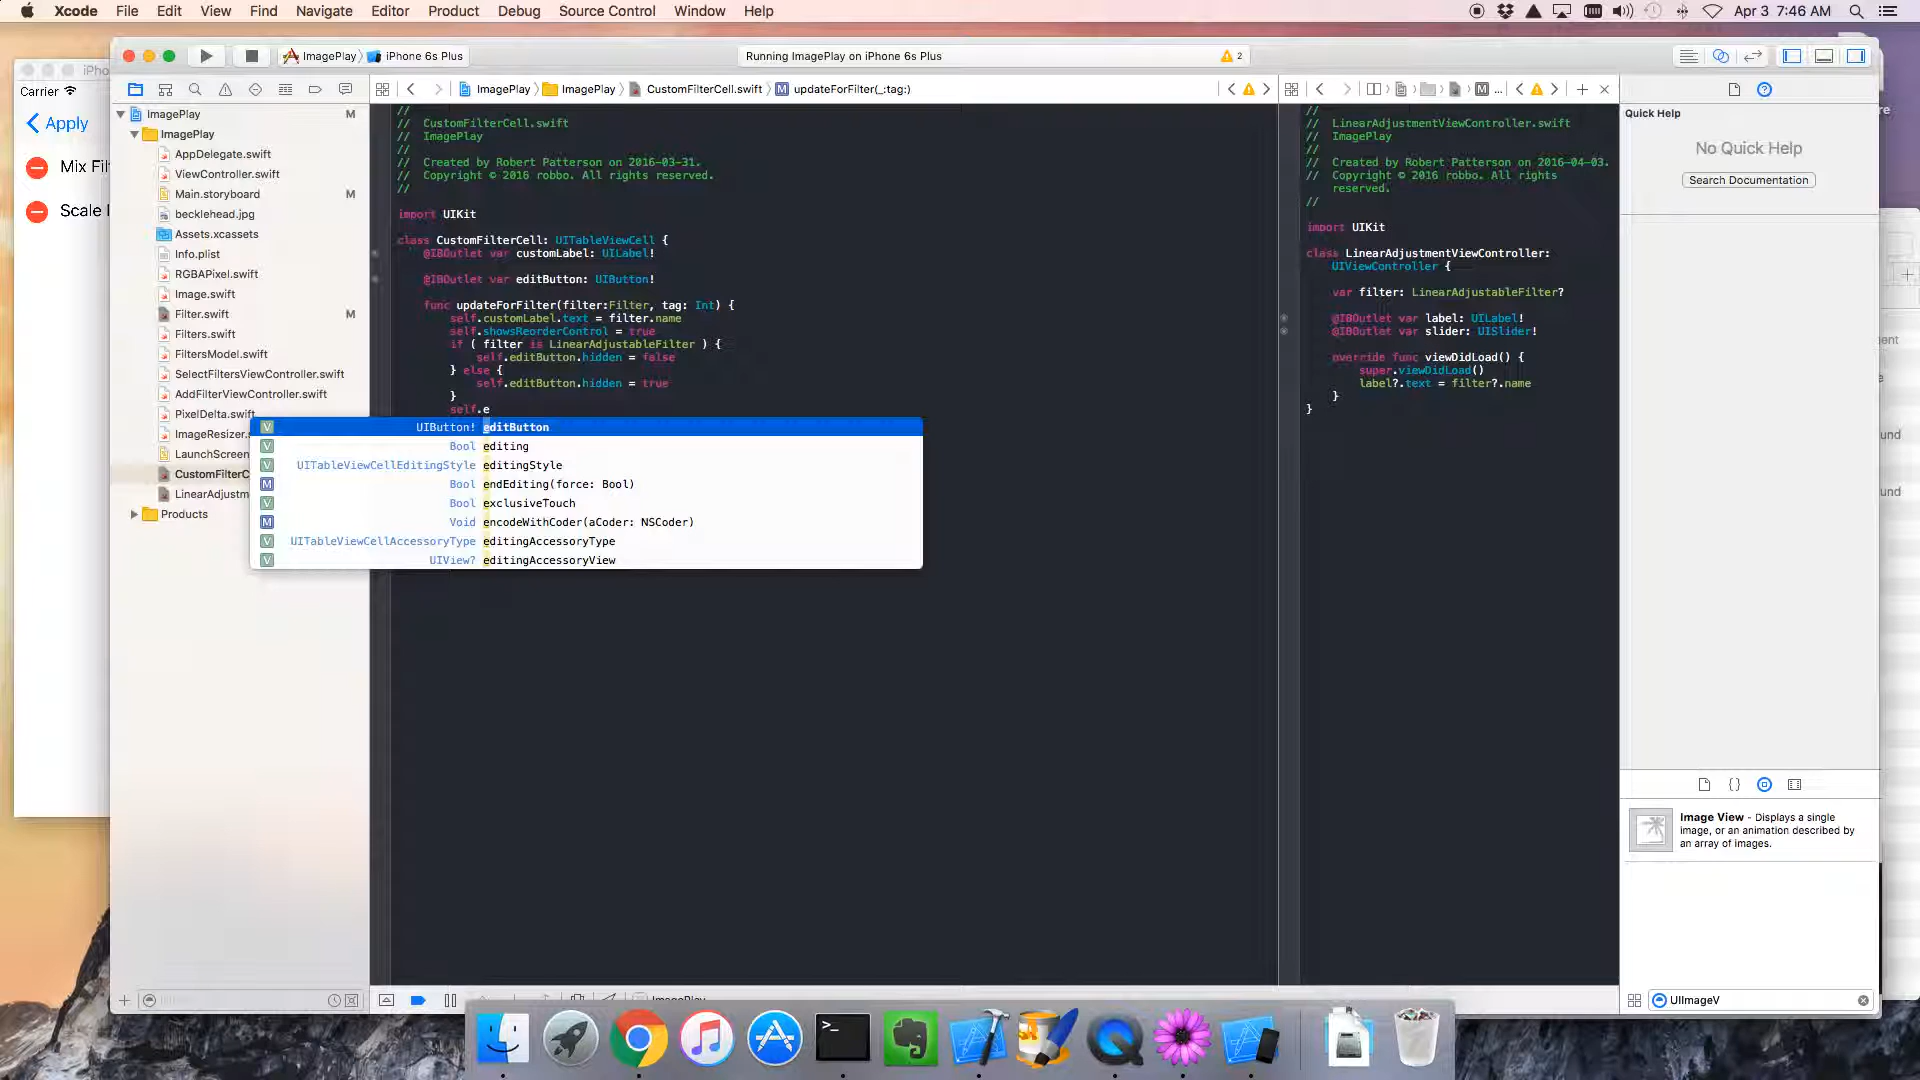 Xcode File Edit View Find Navigate Editor Product Debug Source Control Window Help
Apr 3 7:46 AM
ImagePlay iPhone 6s Plus
Running ImagePlay on iPhone 6s Plus
2
iPho
Carrier
Apply
Mix Fil
Scale
ImagePlay M
ImagePlay
AppDelegate.swift
ViewController.swift
Main.storyboard M
becklehead.jpg
Assets.xcassets
Info.plist
RGBAPixel.swift
Image.swift
Filter.swift M
Filters.swift
FiltersModel.swift
SelectFiltersViewController.swift
AddFilterViewController.swift
PixelDelta.swift
ImageResizer.s
LaunchScreen
CustomFilterC
LinearAdjustm
Products
ImagePlay ImagePlay CustomFilterCell.swift M updateForFilter(_:tag:)
//
// CustomFilterCell.swift
// ImagePlay
//
// Created by Robert Patterson on 2016-03-31.
// Copyright © 2016 robbo. All rights reserved.
//
import UIKit
class CustomFilterCell: UITableViewCell {
@IBOutlet var customLabel: UILabel!
@IBOutlet var editButton: UIButton!
func updateForFilter(filter:Filter, tag: Int) {
self.customLabel.text = filter.name
self.showsReorderControl = true
if ( filter is LinearAdjustableFilter ) {
self.editButton.hidden = false
} else {
self.editButton.hidden = true
}
self.e
V UIButton! editButton
V Bool editing
V UITableViewCellEditingStyle editingStyle
M Bool endEditing(force: Bool)
V Bool exclusiveTouch
M Void encodeWithCoder(aCoder: NSCoder)
V UITableViewCellAccessoryType editingAccessoryType
V UIView? editingAccessoryView
ImagePlay
M ...
//
// LinearAdjustmentViewController.swift
// ImagePlay
//
// Created by Robert Patterson on 2016-04-03.
// Copyright © 2016 robbo. All rights
reserved.
//
import UIKit
class LinearAdjustmentViewController:
UIViewController {
var filter: LinearAdjustableFilter?
@IBOutlet var label: UILabel!
@IBOutlet var slider: UISlider!
override func viewDidLoad() {
super.viewDidLoad()
label?.text = filter?.name
}
}
Quick Help
No Quick Help
Search Documentation
{ }
Image View - Displays a single
image, or an animation described by
an array of images.
UIImageV
re
ent
e
und
und